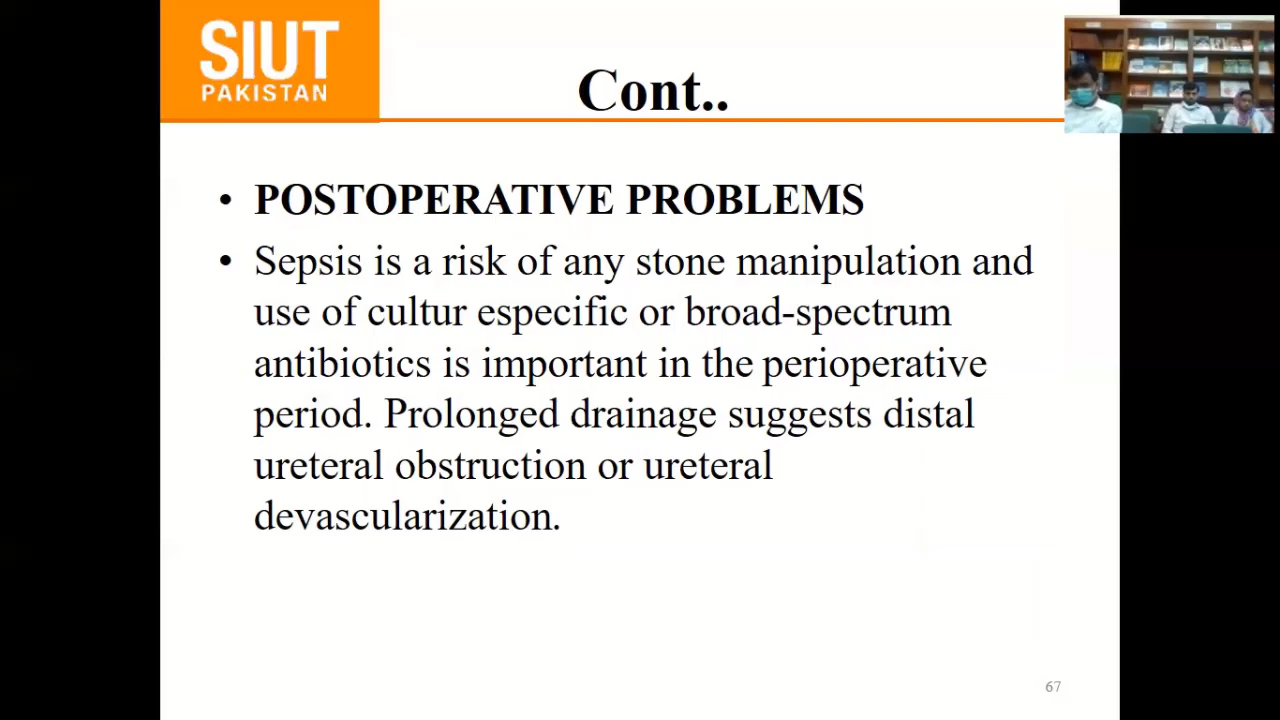 SIUT
PAKISTAN
Cont..
• POSTOPERATIVE PROBLEMS
• Sepsis is a risk of any stone manipulation and
use of cultur especific or broad-spectrum
antibiotics is important in the perioperative
period. Prolonged drainage suggests distal
ureteral obstruction or ureteral
devascularization.
67